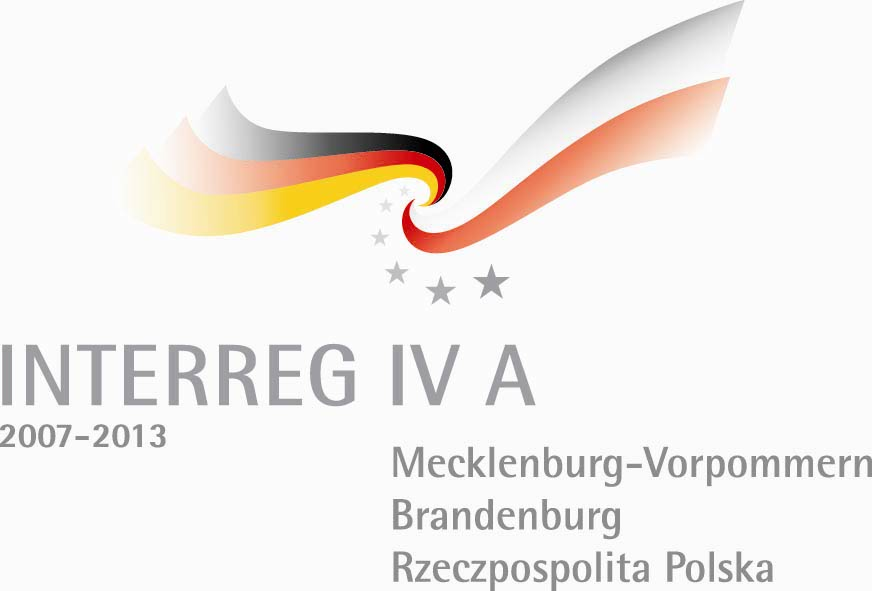 INTERREG IV A
2007-2013
Mecklenburg-Vorpommern
Brandenburg
Rzeczpospolita Polska